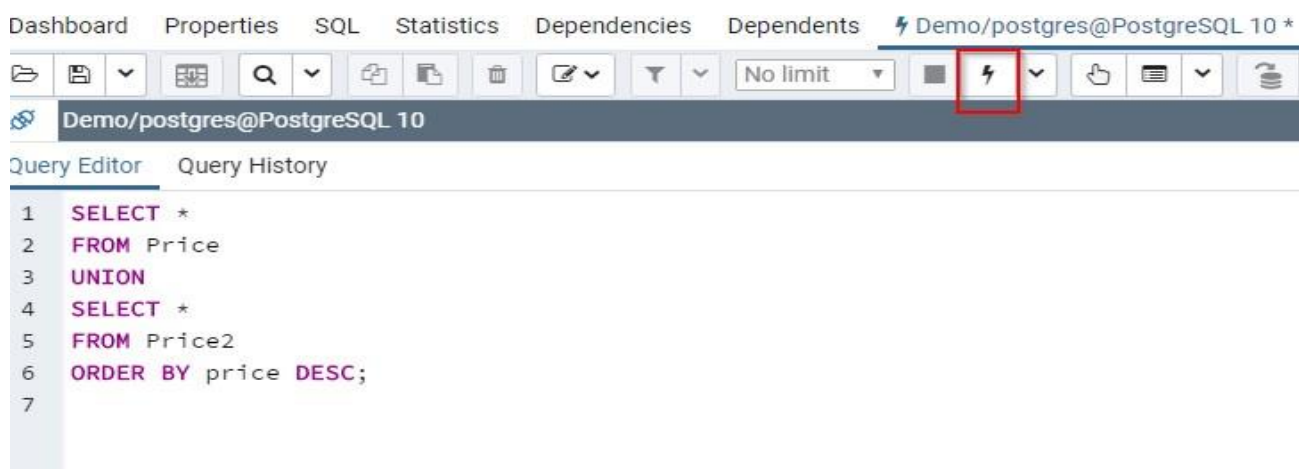 Dashboard Properties SQL Statistics Dependencies Dependents Demo/postgres@PostgreSQL 10 *
No limit
Demo/postgres@PostgreSQL 10
Query Editor Query History
1 SELECT *
2 FROM Price
3 UNION
4 SELECT *
5 FROM Price2
6 ORDER BY price DESC;
7